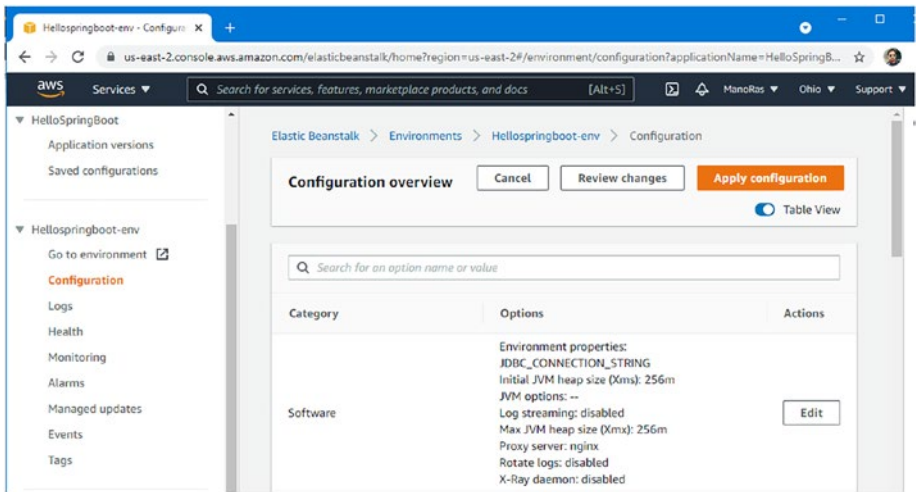 Hellospringboot-env - Configura
us-east-2.console.aws.amazon.com/elasticbeanstalk/home?region=us-east-2#/environment/configuration?applicationName=HelloSpringB...
aws
Services
Search for services, features, marketplace products, and docs
[Alt+S]
ManoRas
Ohio
Support
HelloSpringBoot
Application versions
Saved configurations
Hellospringboot-env
Go to environment
Configuration
Logs
Health
Monitoring
Alarms
Managed updates
Events
Tags
Elastic Beanstalk > Environments > Hellospringboot-env > Configuration
Configuration overview
Cancel
Review changes
Apply configuration
Table View
Search for an option name or value
Category
Options
Actions
Software
Environment properties:
JDBC_CONNECTION_STRING
Initial JVM heap size (Xms): 256m
JVM options: --
Log streaming: disabled
Max JVM heap size (Xmx): 256m
Proxy server: nginx
Rotate logs: disabled
X-Ray daemon: disabled
Edit